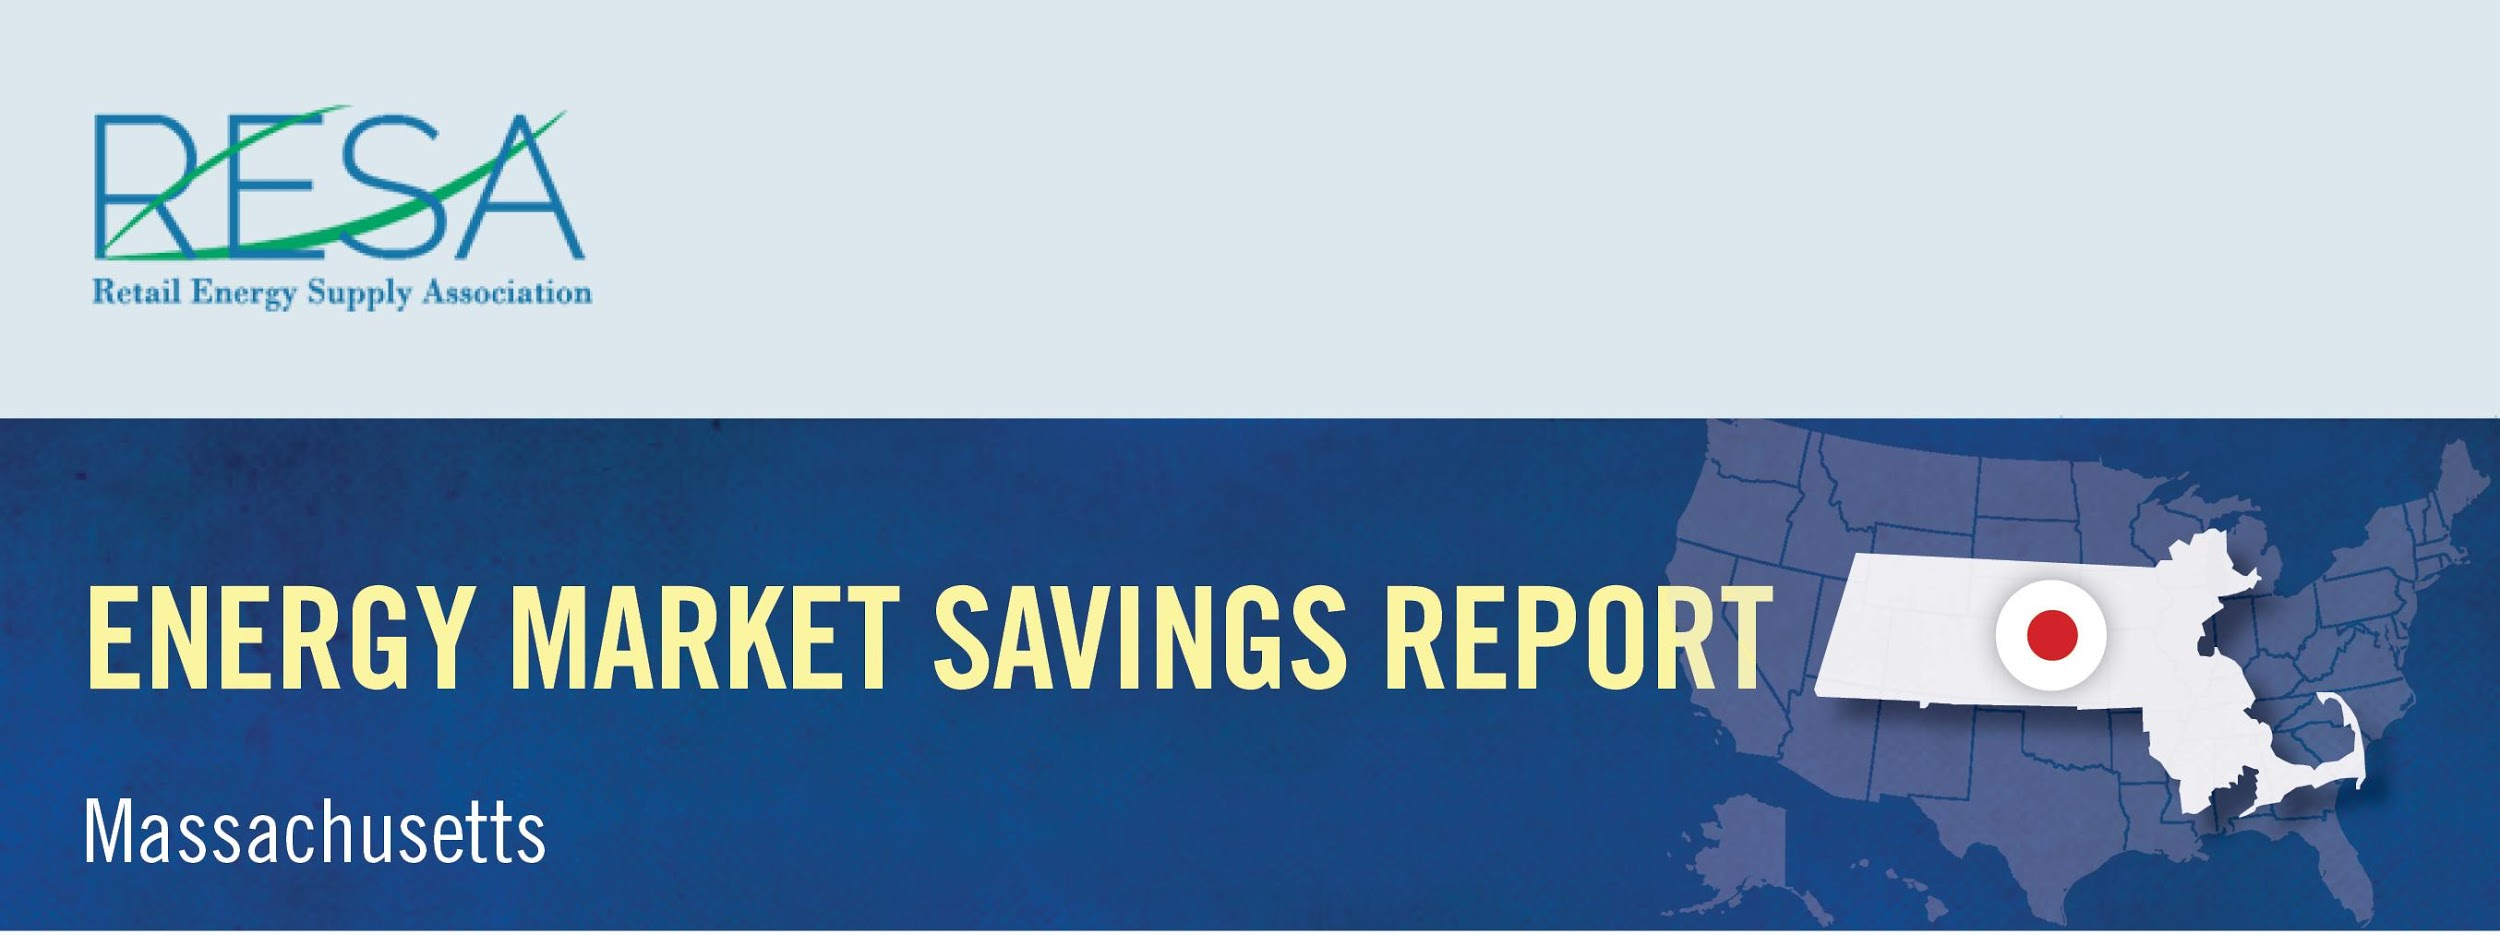 RESA
Retail Energy Supply Association
ENERGY MARKET SAVINGS REPORT
Massachusetts